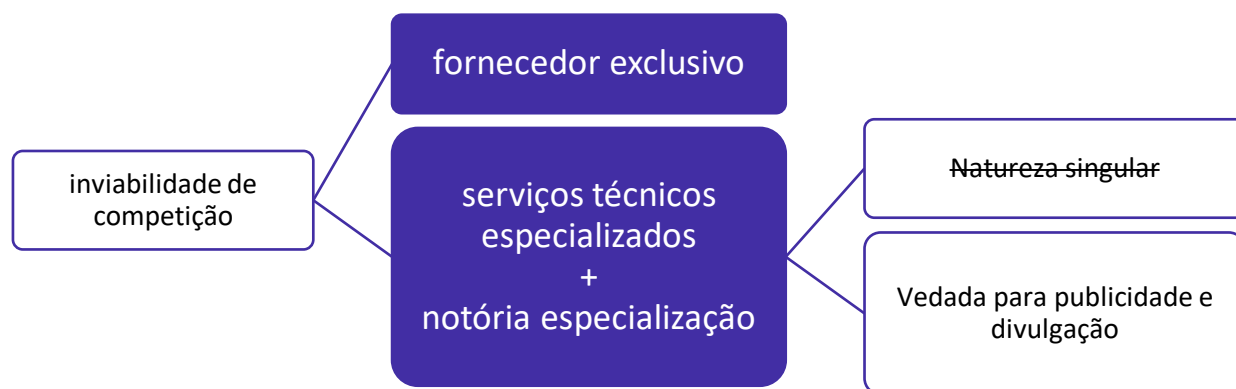 inviabilidade de
competição
fornecedor exclusivo
serviços técnicos
especializados
+
notória especialização
Natureza singular
Vedada para publicidade e
divulgação